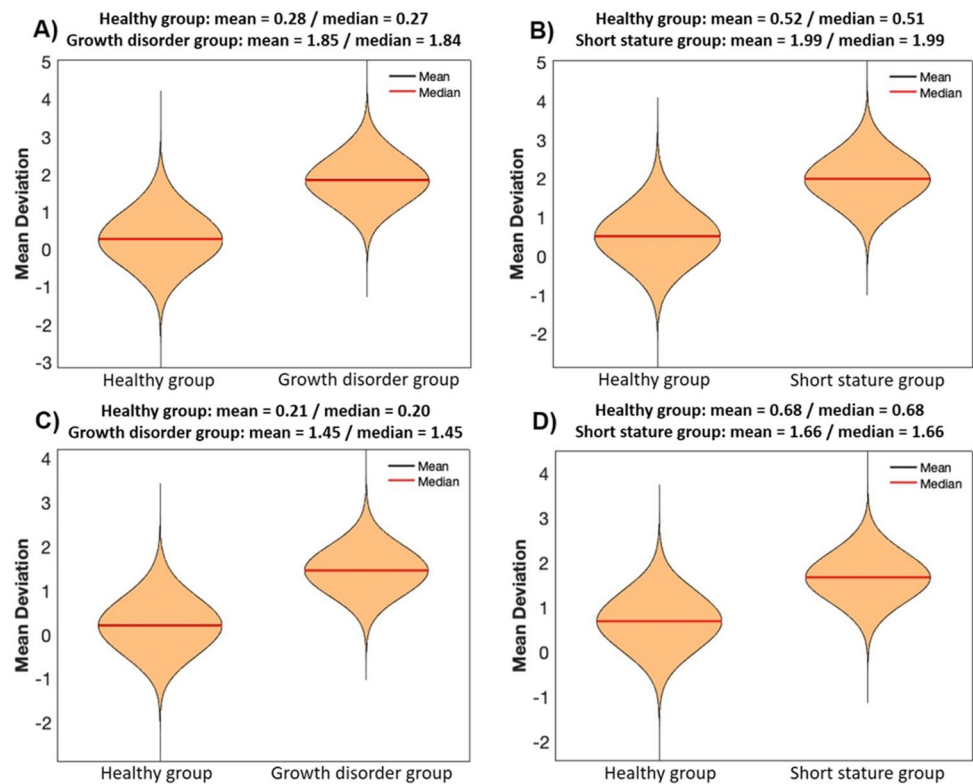 A)
Healthy group: mean = 0.28 / median = 0.27
Growth disorder group: mean = 1.85 / median = 1.84
Mean
Median
Mean Deviation
5
4
3
2
1
0
-1
-2
-3
Healthy group
Growth disorder group
B)
Healthy group: mean = 0.52 / median = 0.51
Short stature group: mean = 1.99 / median = 1.99
Mean
Median
Mean Deviation
5
4
3
2
1
0
-1
-2
Healthy group
Short stature group
C)
Healthy group: mean = 0.21 / median = 0.20
Growth disorder group: mean = 1.45 / median = 1.45
Mean
Median
Mean Deviation
4
3
2
1
0
-1
-2
Healthy group
Growth disorder group
D)
Healthy group: mean = 0.68 / median = 0.68
Short stature group: mean = 1.66 / median = 1.66
Mean
Median
Mean Deviation
4
3
2
1
0
-1
-2
Healthy group
Short stature group